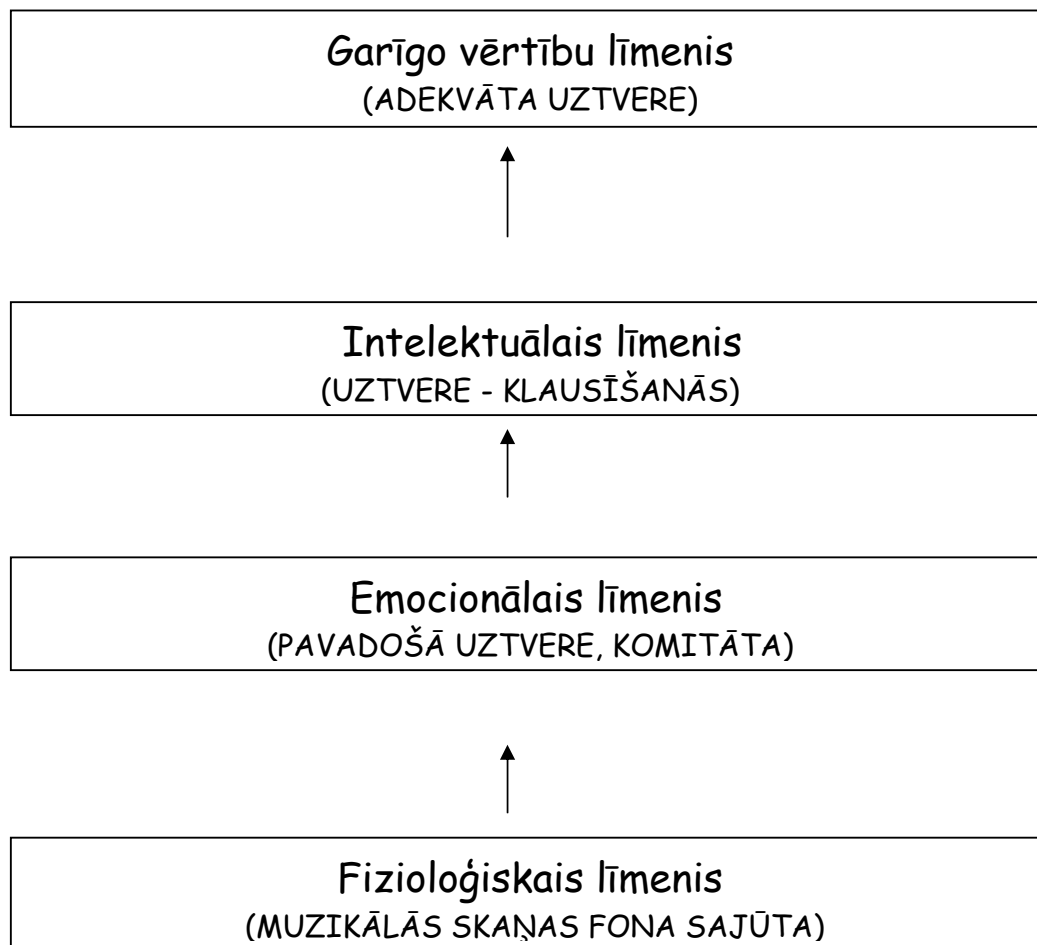 Garīgo vērtību līmenis
(ADEKVĀTA UZTVERE)
Intelektuālais līmenis
(UZTVERE - KLAUSĪŠANĀS)
Emocionālais līmenis
(PAVADOŠĀ UZTVERE, KOMITĀTA)
Fizioloģiskais līmenis
(MUZIKĀLĀS SKAŅAS FONA SAJŪTA)